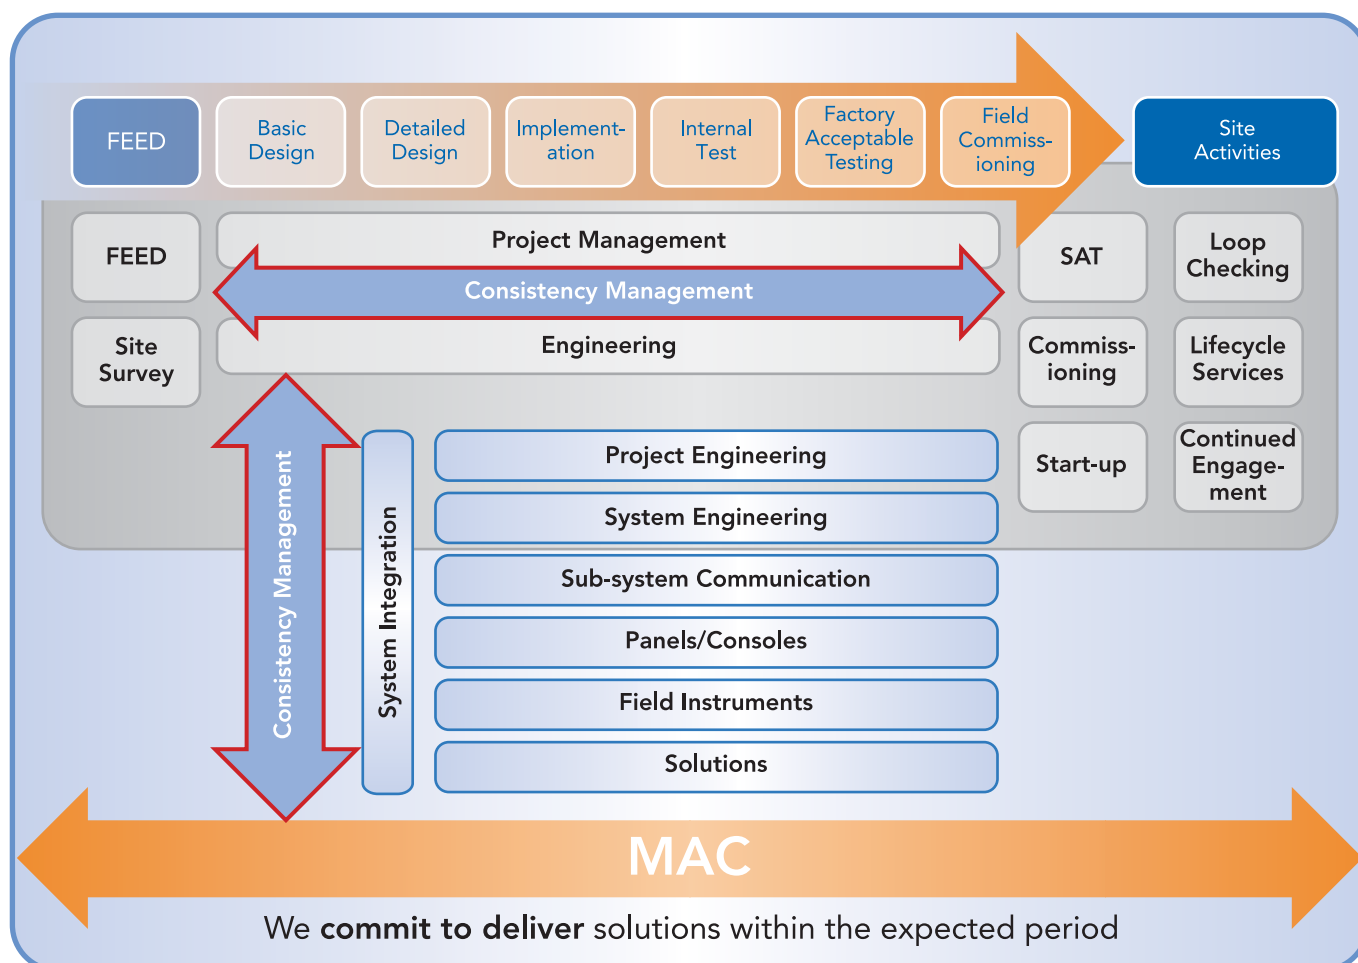 FEED
Basic
Design
Detailed
Design
Implement-
ation
Internal
Test
Factory
Acceptable
Testing
Field
Commiss-
ioning
Site
Activities
FEED
Project Management
SAT
Loop
Checking
Consistency Management
Site
Survey
Engineering
Commiss-
ioning
Lifecycle
Services
Consistency Management
System Integration
Project Engineering
Start-up
Continued
Engage-
ment
System Engineering
Sub-system Communication
Panels/Consoles
Field Instruments
Solutions
MAC
We commit to deliver solutions within the expected period